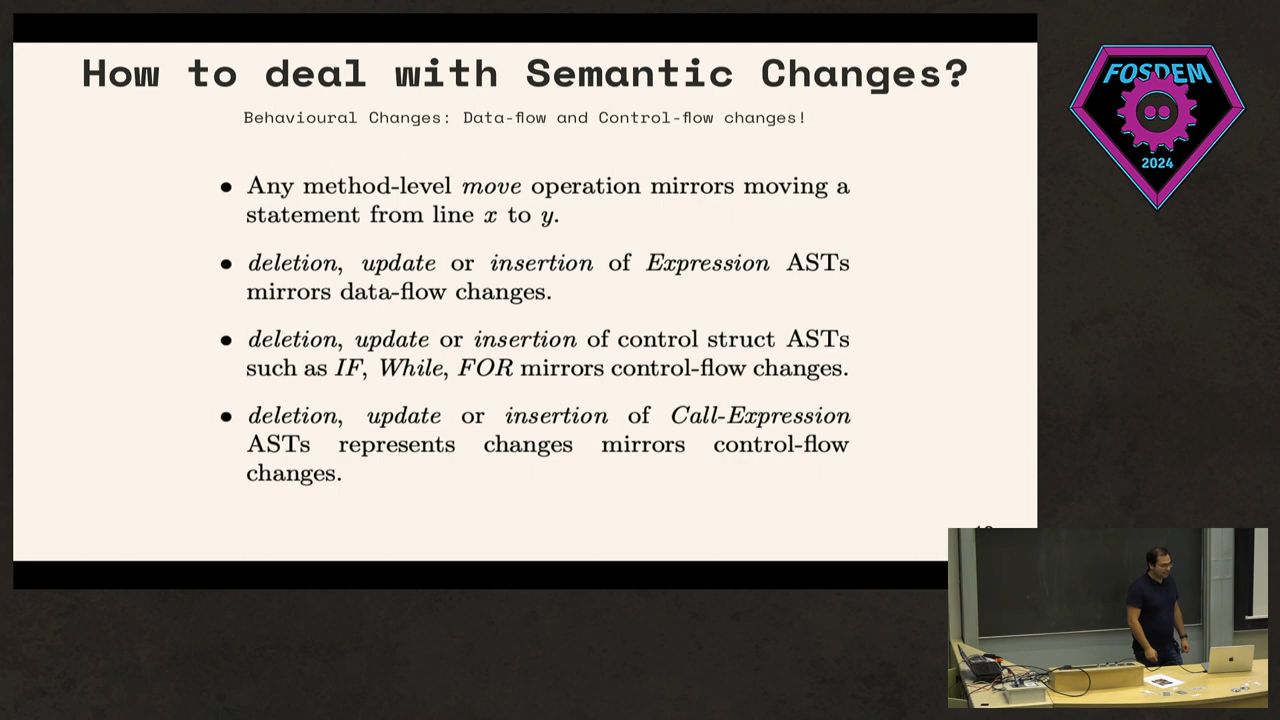 How to deal with Semantic Changes?
Behavioural Changes: Data-flow and Control-flow changes!
• Any method-level move operation mirrors moving a
statement from line x to y.
• deletion, update or insertion of Expression ASTs
mirrors data-flow changes.
• deletion, update or insertion of control struct ASTs
such as IF, While, FOR mirrors control-flow changes.
• deletion, update or insertion of Call-Expression
ASTs represents changes mirrors control-flow
changes.
FOSDEM
2024